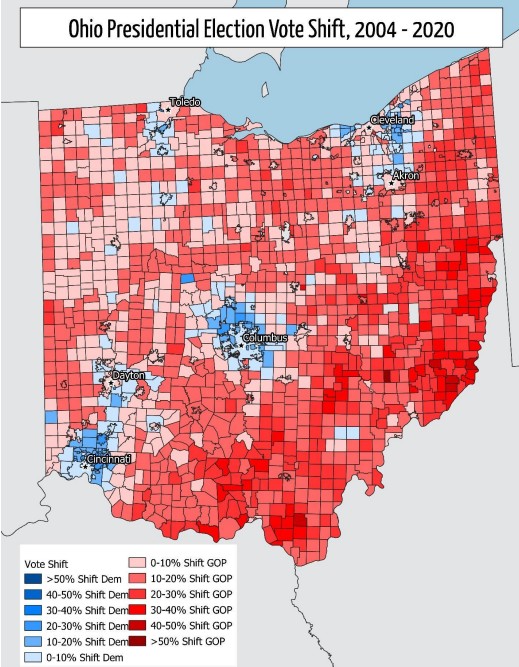 Ohio Presidential Election Vote Shift, 2004 - 2020
Toledo
Cleveland
Akron
Columbus
Dayton
Cincinnati
Vote Shift
>50% Shift Dem
40-50% Shift Dem
30-40% Shift Dem
20-30% Shift Dem
10-20% Shift Dem
0-10% Shift Dem
0-10% Shift GOP
10-20% Shift GOP
20-30% Shift GOP
30-40% Shift GOP
40-50% Shift GOP
>50% Shift GOP